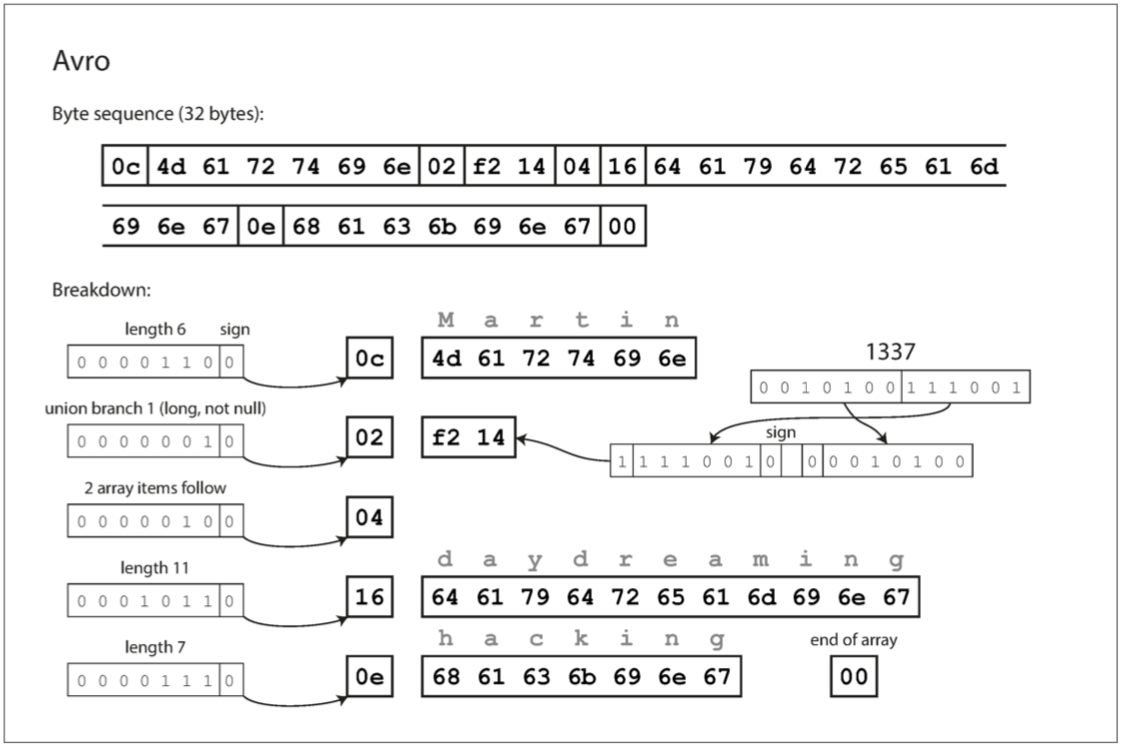 Avro
Byte sequence (32 bytes):
0c 4d 61 72 74 69 6e 02 f2 14 04 16 64 61 79 64 72 65 61 6d
69 6e 67 0e 68 61 63 6b 69 6e 67 00
Breakdown:
length 6 sign
M a r t i n
0 0 0 0 1 1 0 0
0c
4d 61 72 74 69 6e
1337
0 0 1 0 1 0 0 1 1 1 0 0 1
union branch 1 (long, not null)
0 0 0 0 0 0 1 0
02
f2 14
sign
1 1 1 1 0 0 1 0 0 0 0 1 0 1 0 0
2 array items follow
0 0 0 0 0 1 0 0
04
length 11
d a y d r e a m i n g
0 0 0 1 0 1 1 0
16
64 61 79 64 72 65 61 6d 69 6e 67
length 7
h a c k i n g
end of array
0 0 0 0 1 1 1 0
0e
68 61 63 6b 69 6e 67
00